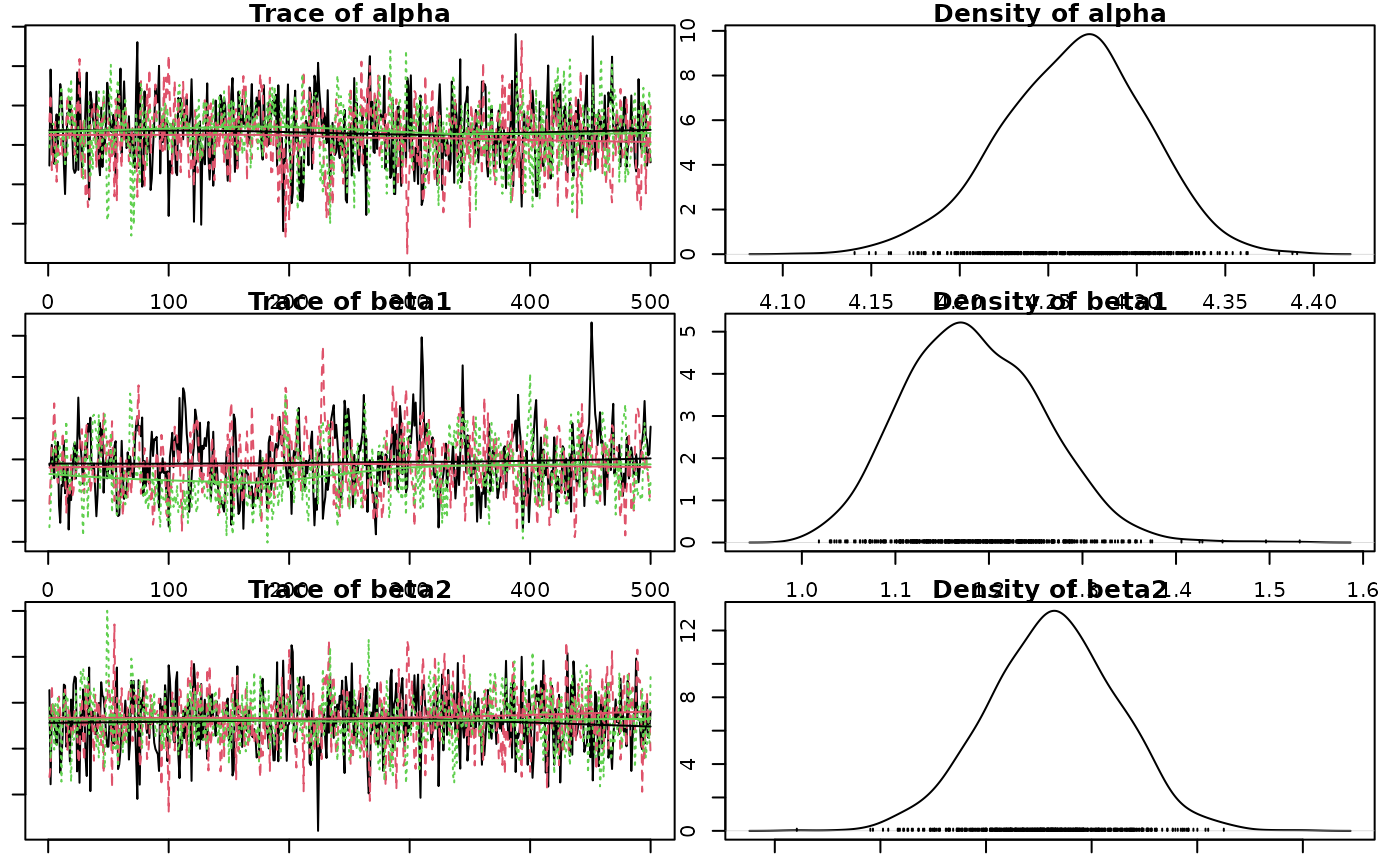 Trace of alpha
Density of alpha
0 2 4 6 8 10
0 100 200 300 400 500
4.10 4.15 4.20 4.25 4.30 4.35 4.40
Trace of beta1
Density of beta1
0 1 2 3 4 5
0 100 200 300 400 500
1.0 1.1 1.2 1.3 1.4 1.5 1.6
Trace of beta2
Density of beta2
0 4 8 12